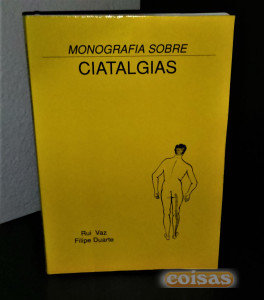 MONOGRAFIA SOBRE
CIATALGIAS
Rui Vaz
Filipe Duarte
coisas